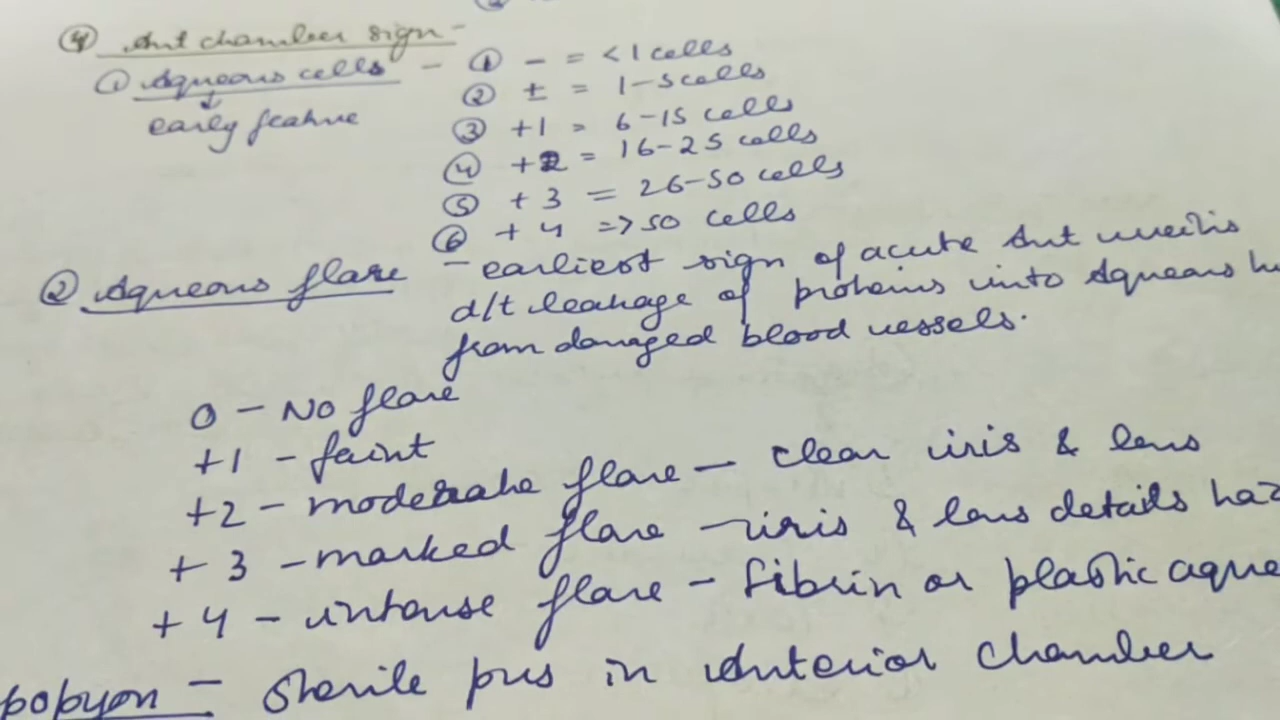 ④ Ant chamber sign -
① Aqueous cells - ① - = < 1 cells
↓
early feature
② ± = 1-5 cells
③ +1 = 6-15 cells
④ +2 = 16-25 cells
⑤ +3 = 26-50 cells
⑥ +4 => 50 cells
② Aqueous flare - earliest sign of acute Ant uveitis
d/t leakage of proteins into Aqueous
from damaged blood vessels.
0 - No flare
+1 - faint
+2 - moderate flare - clear iris & lens
+3 - marked flare - iris & lens details
+4 - intense flare - Fibrin or plastic aque
popyon - Sterile pus in Anterior chamber